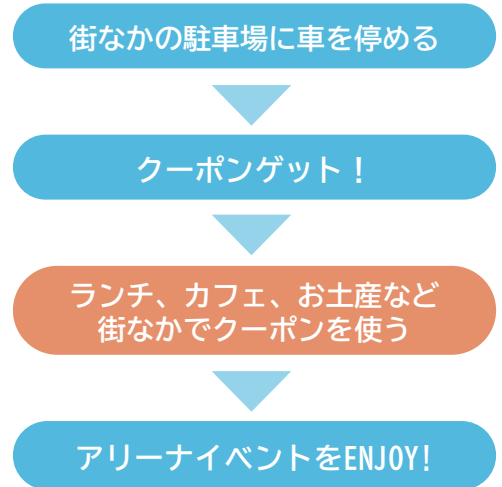 街なかの駐車場に車を停める
クーポンゲット！
ランチ、カフェ、お土産など
街なかでクーポンを使う
アリーナイベントをENJOY!